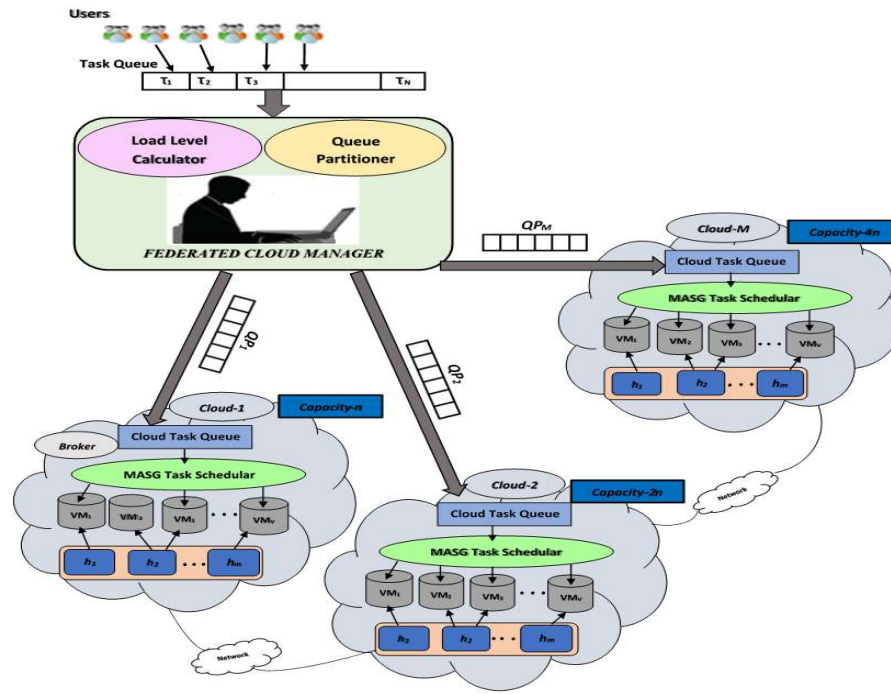 Users
Task Queue
τ₁ τ₂ τ₃ τ_N
Load Level
Calculator
Queue
Partitioner
FEDERATED CLOUD MANAGER
QP_M
Cloud-M
Capacity-4n
Cloud Task Queue
MASG Task Schedular
VM₁ VM₂ VM₃ ... VMᵥ
h₁ h₂ ... hₘ
QP₁
QP₂
Cloud-1
Capacity-n
Broker
Cloud Task Queue
MASG Task Schedular
VM₁ VM₂ VM₃ ... VMᵥ
h₁ h₂ ... hₘ
Cloud-2
Capacity-2n
Cloud Task Queue
MASG Task Schedular
VM₁ VM₂ VM₃ ... VMᵥ
h₁ h₂ ... hₘ
Network
Network